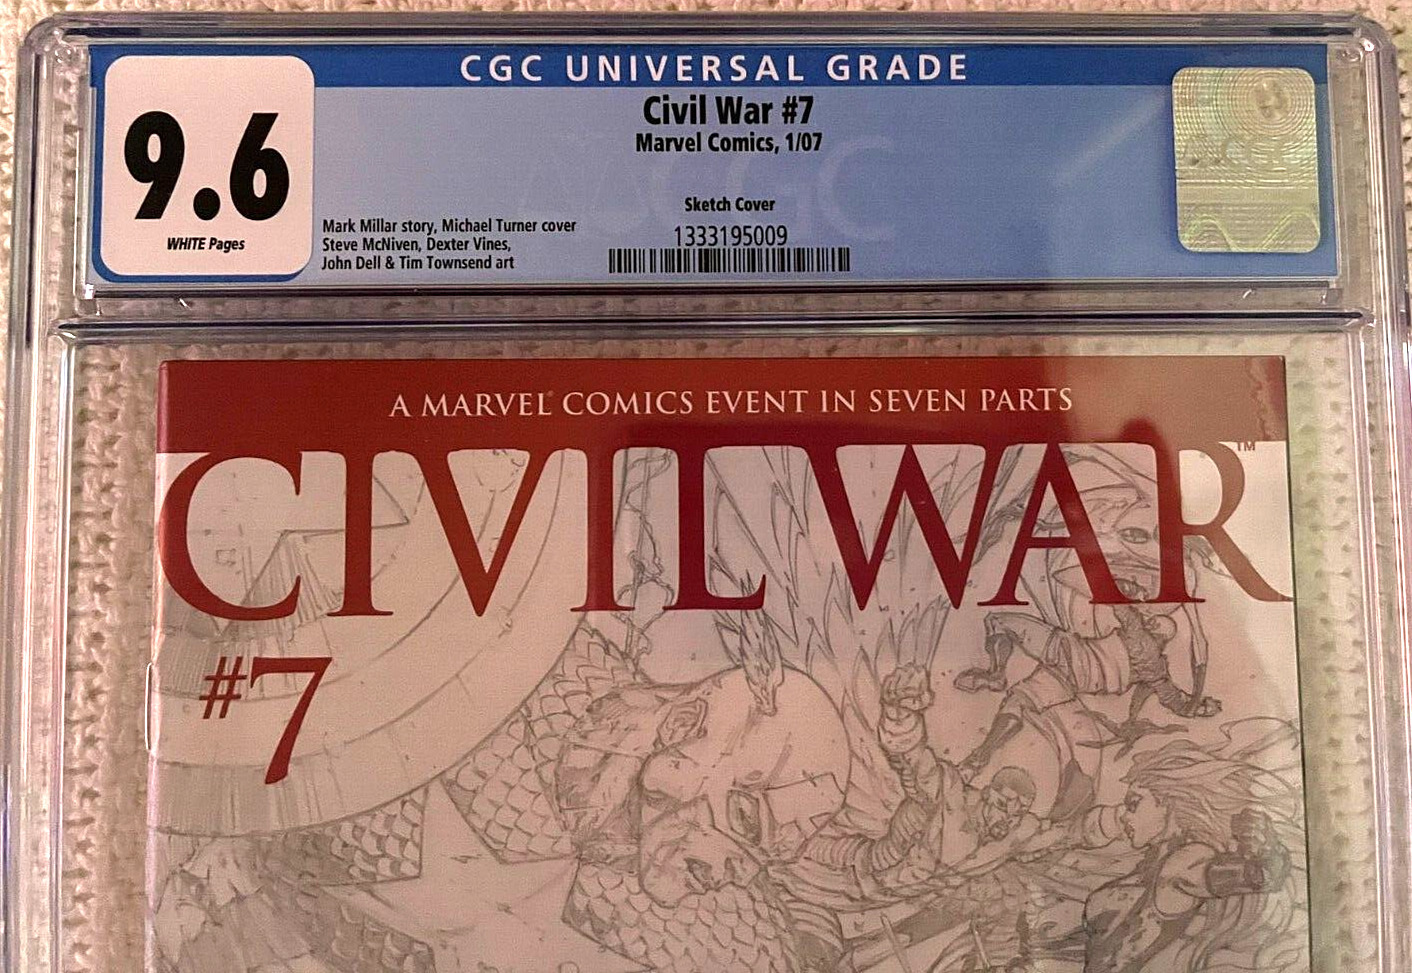 CGC UNIVERSAL GRADE
9.6
WHITE Pages
Civil War #7
Marvel Comics, 1/07
Sketch Cover
Mark Millar story, Michael Turner cover
Steve McNiven, Dexter Vines,
John Dell & Tim Townsend art
1333195009
CGC
A MARVEL COMICS EVENT IN SEVEN PARTS
CIVIL WAR™
#7